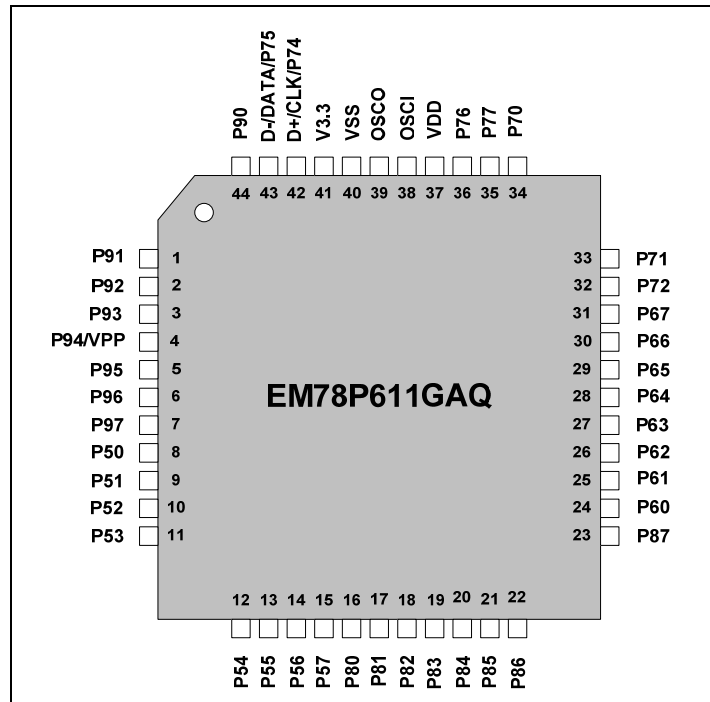 P90
D-/DATA/P75
D+/CLK/P74
V3.3
VSS
OSCO
OSCI
VDD
P76
P77
P70
44 43 42 41 40 39 38 37 36 35 34
P91 1 33 P71
P92 2 32 P72
P93 3 31 P67
P94/VPP 4 30 P66
P95 5 29 P65
P96 6 28 P64
EM78P611GAQ
P97 7 27 P63
P50 8 26 P62
P51 9 25 P61
P52 10 24 P60
P53 11 23 P87
12 13 14 15 16 17 18 19 20 21 22
P54
P55
P56
P57
P80
P81
P82
P83
P84
P85
P86